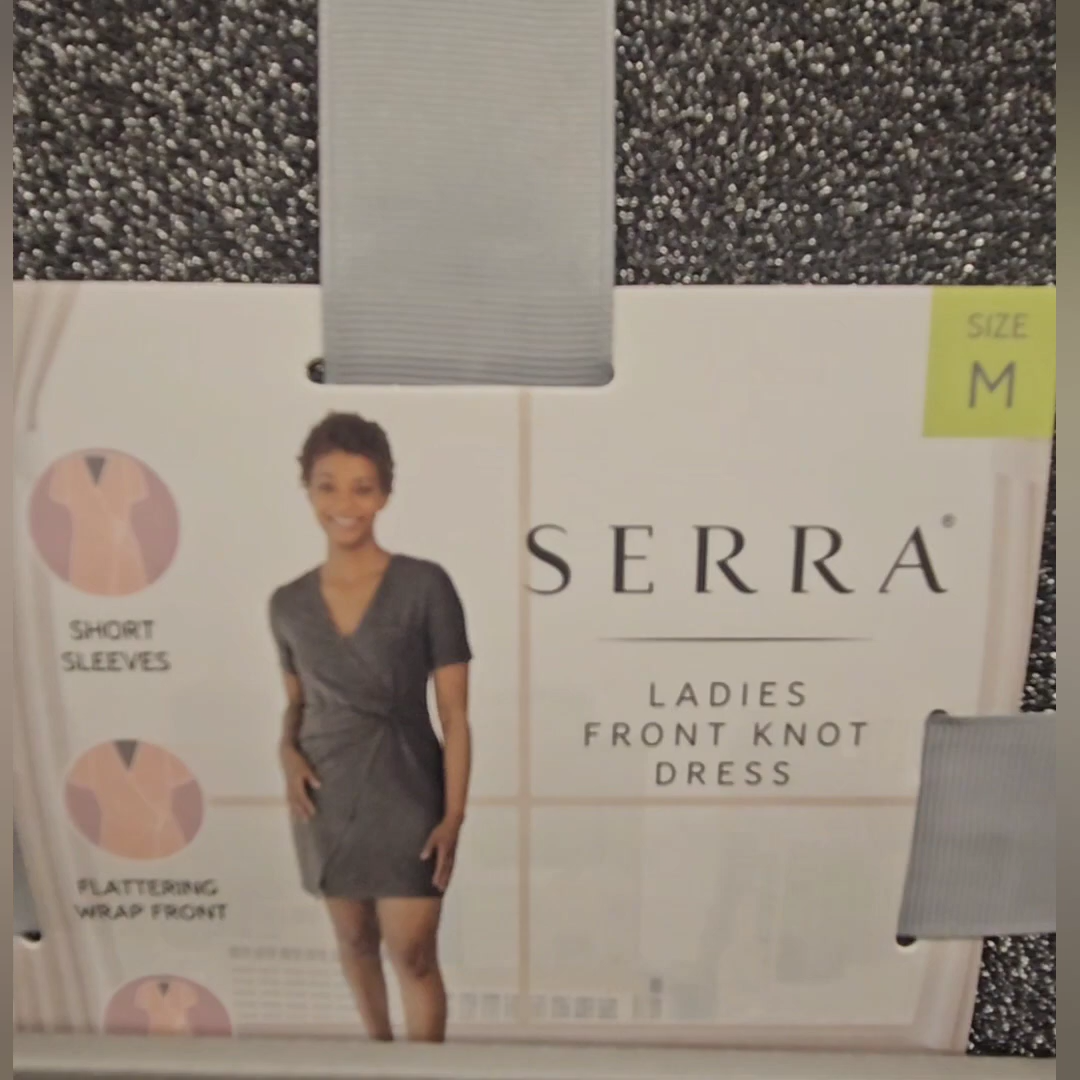 SIZE
M
SERRA®
LADIES
FRONT KNOT
DRESS
SHORT
SLEEVES
FLATTERING
WRAP FRONT